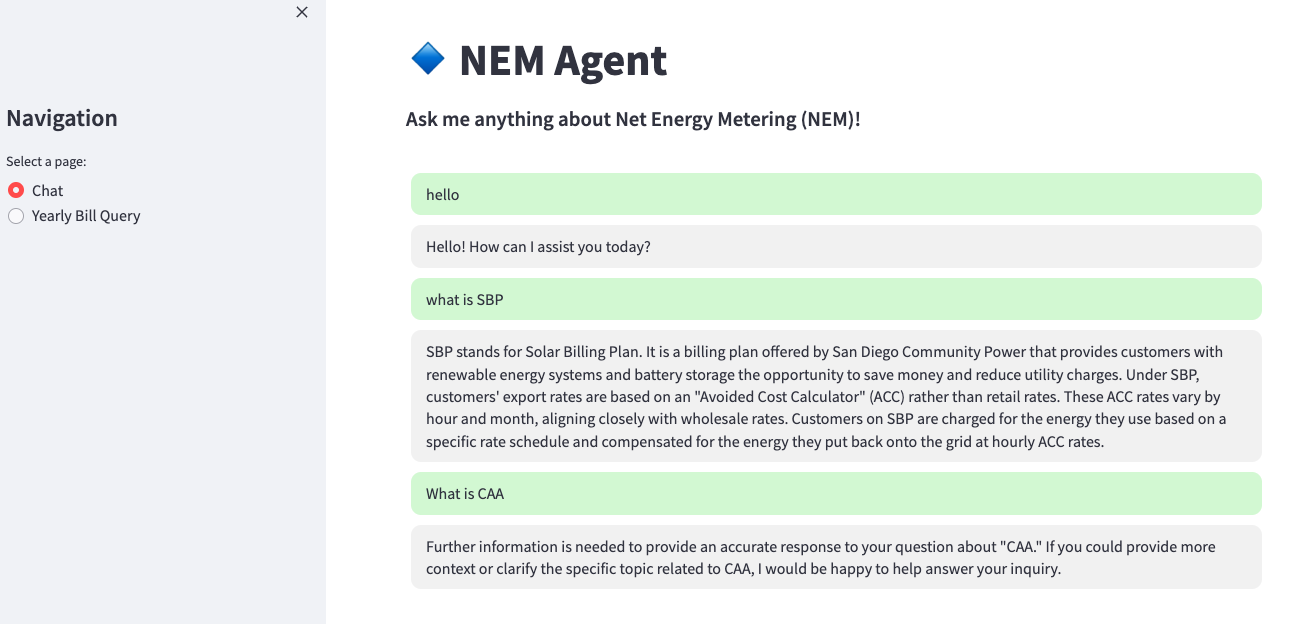 Navigation
Select a page:
Chat
Yearly Bill Query
NEM Agent
Ask me anything about Net Energy Metering (NEM)!
hello
Hello! How can I assist you today?
what is SBP
SBP stands for Solar Billing Plan. It is a billing plan offered by San Diego Community Power that provides customers with
renewable energy systems and battery storage the opportunity to save money and reduce utility charges. Under SBP,
customers' export rates are based on an "Avoided Cost Calculator" (ACC) rather than retail rates. These ACC rates vary by
hour and month, aligning closely with wholesale rates. Customers on SBP are charged for the energy they use based on a
specific rate schedule and compensated for the energy they put back onto the grid at hourly ACC rates.
What is CAA
Further information is needed to provide an accurate response to your question about "CAA." If you could provide more
context or clarify the specific topic related to CAA, I would be happy to help answer your inquiry.